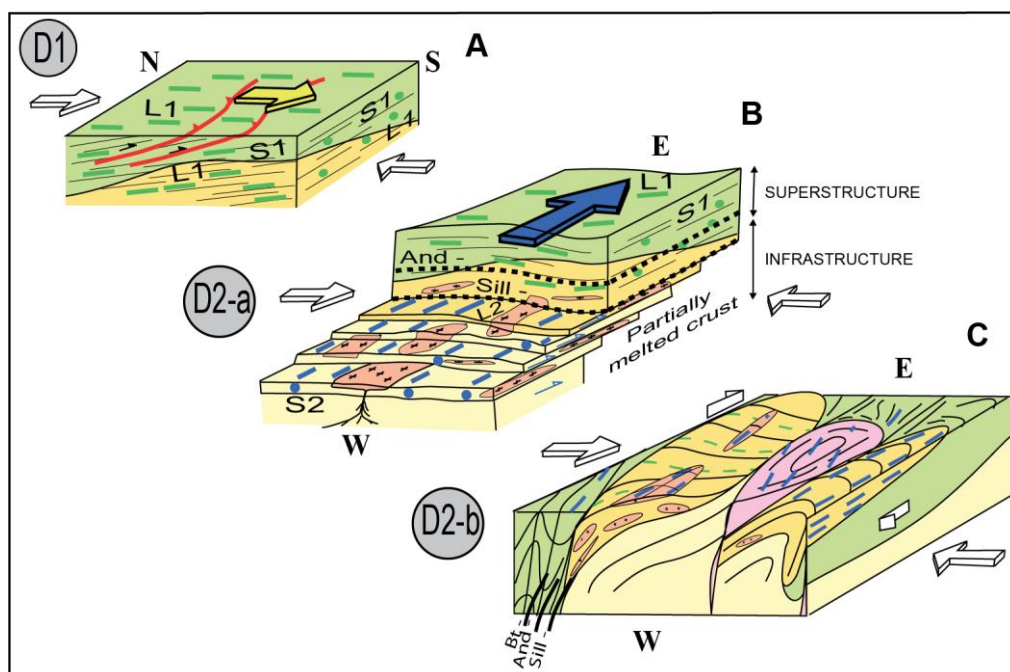 D1
A
N
S
L1
S1
L1
S1
L1
B
E
L1
SUPERSTRUCTURE
S1
And -
INFRASTRUCTURE
Sill -
D2-a
L2
Partially
melted crust
C
E
S2
W
D2-b
Bt -
And -
Sill -
W